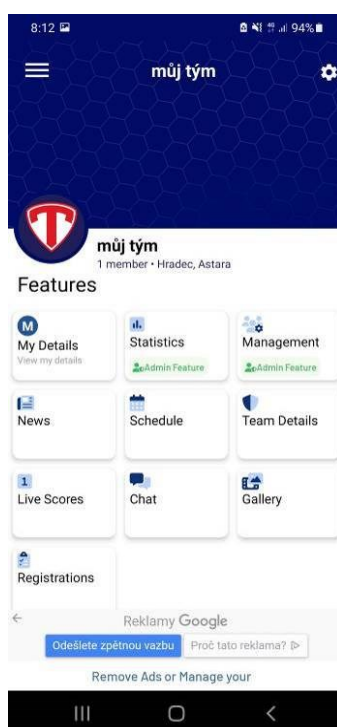 8:12 94%
můj tým
můj tým
1 member • Hradec, Astara
Features
M
My Details
View my details
Statistics
Admin Feature
Management
Admin Feature
News
Schedule
Team Details
1
Live Scores
Chat
Gallery
Registrations
Reklamy Google
Odešlete zpětnou vazbu Proč tato reklama?
Remove Ads or Manage your